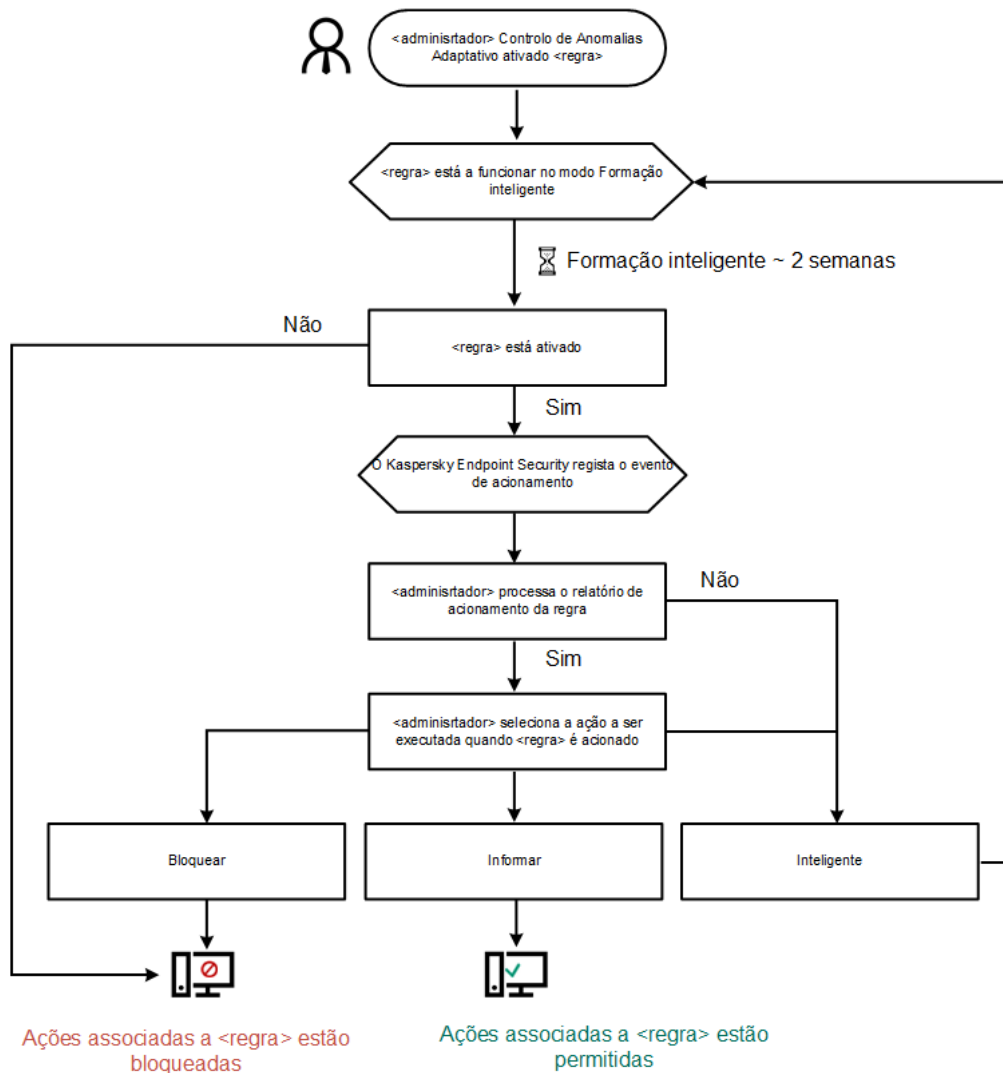 <adminisrtador> Controlo de Anomalias
Adaptativo ativado <regra>
<regra> está a funcionar no modo Formação
inteligente
Formação inteligente ~ 2 semanas
Não
<regra> está ativado
Sim
O Kaspersky Endpoint Security regista o evento
de acionamento
<adminisrtador> processa o relatório de
acionamento da regra
Não
Sim
<adminisrtador> seleciona a ação a ser
executada quando <regra> é acionado
Bloquear
Informar
Inteligente
Ações associadas a <regra> estão
bloqueadas
Ações associadas a <regra> estão
permitidas